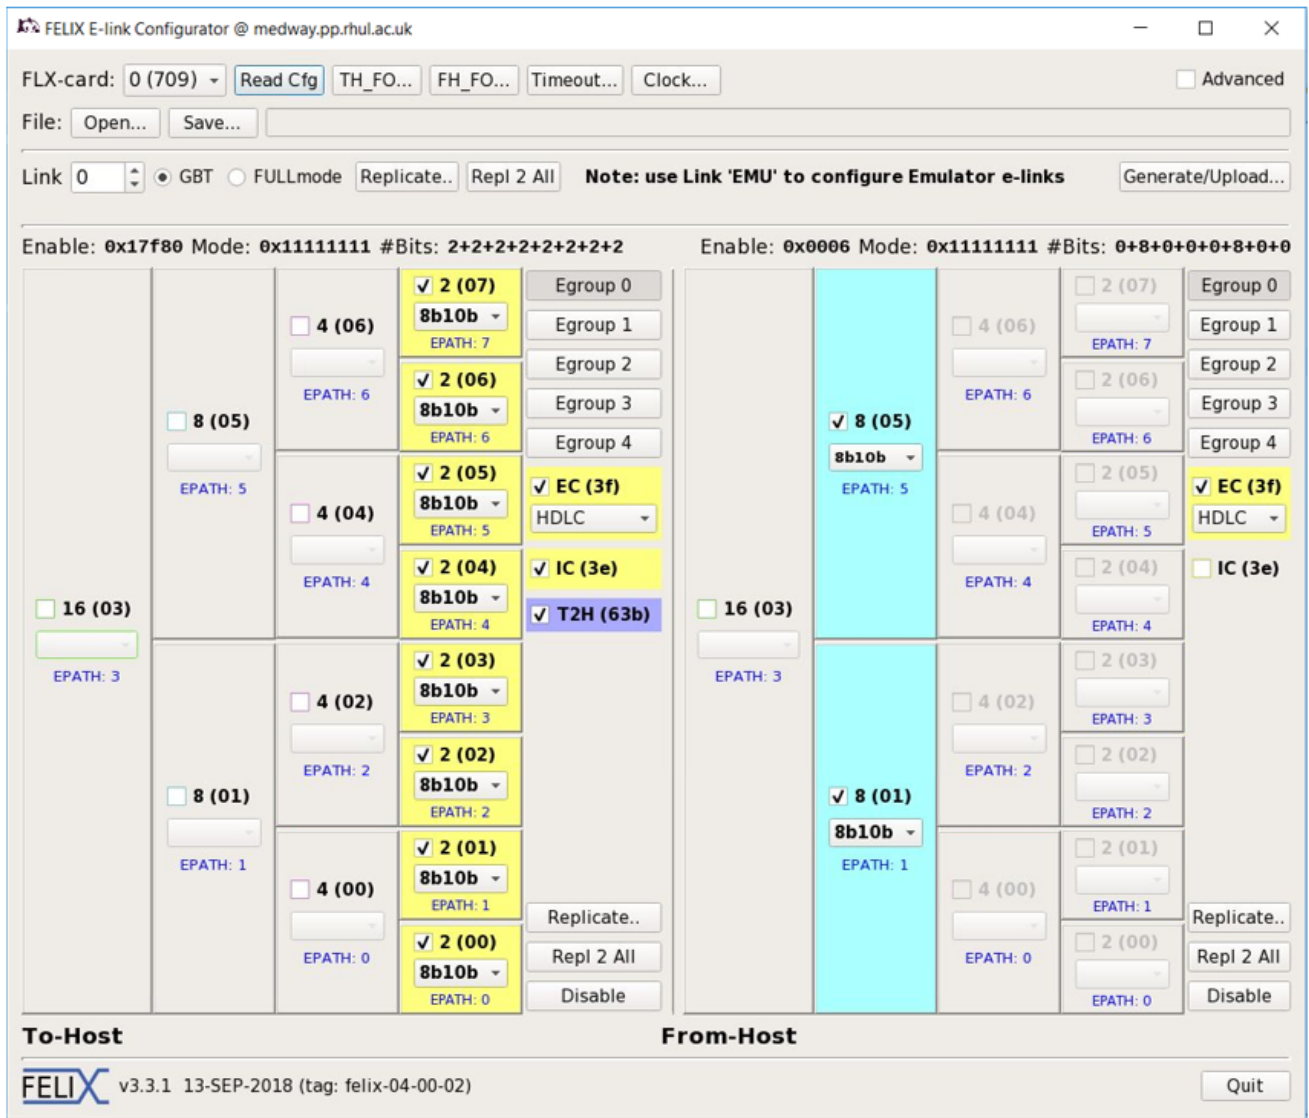 FELIX E-link Configurator @ medway.pp.rhul.ac.uk
FLX-card: 0 (709) Read Cfg TH_FO... FH_FO... Timeout... Clock... Advanced
File: Open... Save...
Link 0 GBT FULLmode Replicate.. Repl 2 All Note: use Link 'EMU' to configure Emulator e-links Generate/Upload...
Enable: 0x17f80 Mode: 0x11111111 #Bits: 2+2+2+2+2+2+2+2 Enable: 0x0006 Mode: 0x11111111 #Bits: 0+8+0+0+0+8+0+0
16 (03)
EPATH: 3
8 (05)
EPATH: 5
8 (01)
EPATH: 1
4 (06)
EPATH: 6
4 (04)
EPATH: 4
4 (02)
EPATH: 2
4 (00)
EPATH: 0
2 (07)
8b10b
EPATH: 7
2 (06)
8b10b
EPATH: 6
2 (05)
8b10b
EPATH: 5
2 (04)
8b10b
EPATH: 4
2 (03)
8b10b
EPATH: 3
2 (02)
8b10b
EPATH: 2
2 (01)
8b10b
EPATH: 1
2 (00)
8b10b
EPATH: 0
Egroup 0
Egroup 1
Egroup 2
Egroup 3
Egroup 4
EC (3f)
HDLC
IC (3e)
T2H (63b)
Replicate..
Repl 2 All
Disable
16 (03)
EPATH: 3
8 (05)
8b10b
EPATH: 5
8 (01)
8b10b
EPATH: 1
4 (06)
EPATH: 6
4 (04)
EPATH: 4
4 (02)
EPATH: 2
4 (00)
EPATH: 0
2 (07)
EPATH: 7
2 (06)
EPATH: 6
2 (05)
EPATH: 5
2 (04)
EPATH: 4
2 (03)
EPATH: 3
2 (02)
EPATH: 2
2 (01)
EPATH: 1
2 (00)
EPATH: 0
Egroup 0
Egroup 1
Egroup 2
Egroup 3
Egroup 4
EC (3f)
HDLC
IC (3e)
Replicate..
Repl 2 All
Disable
To-Host From-Host
FELIX v3.3.1 13-SEP-2018 (tag: felix-04-00-02) Quit